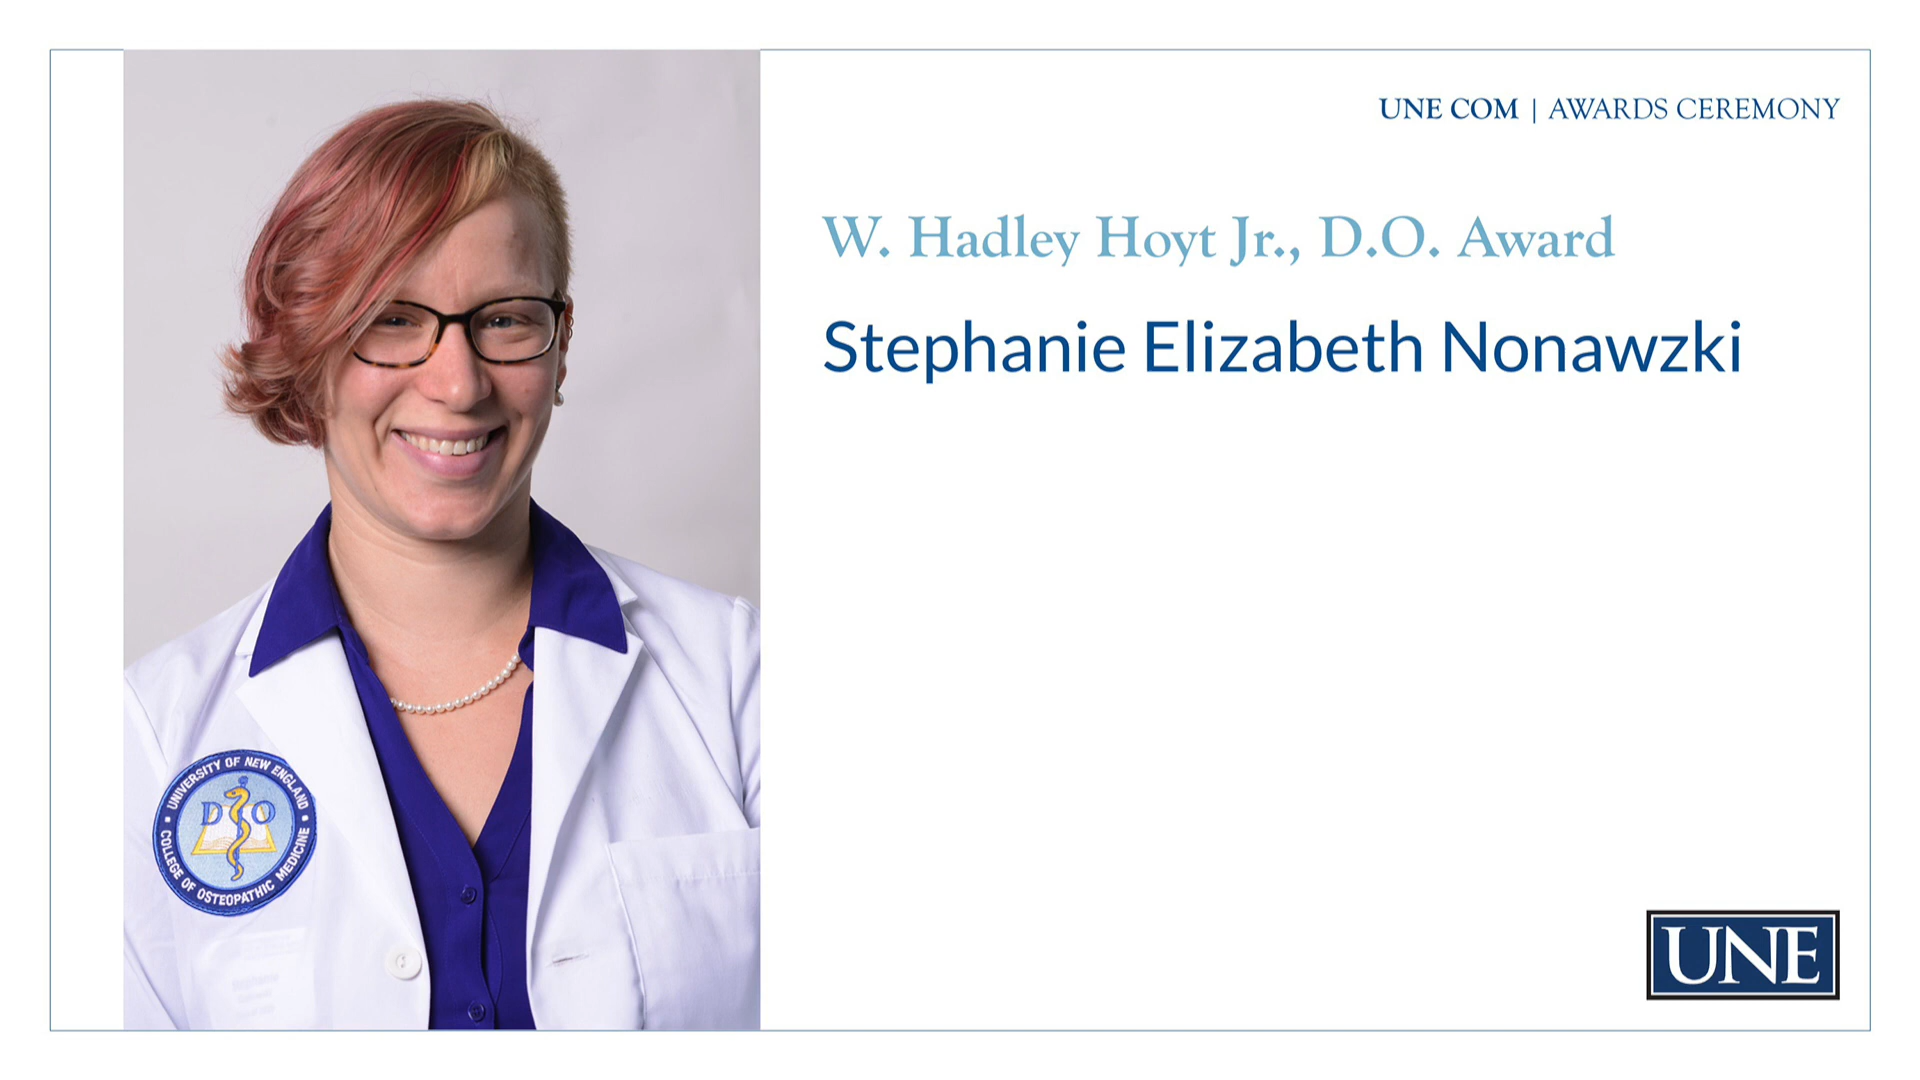 UNE COM | AWARDS CEREMONY
W. Hadley Hoyt Jr., D.O. Award
Stephanie Elizabeth Nonawzki
UNIVERSITY OF NEW ENGLAND
D O
COLLEGE OF OSTEOPATHIC MEDICINE
UNE